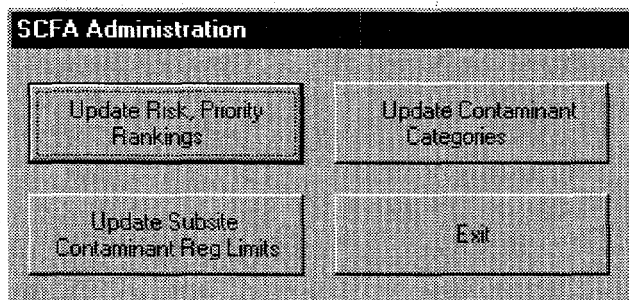 SCFA Administration
Update Risk, Priority
Rankings
Update Contaminant
Categories
Update Subsite
Contaminant Reg Limits
Exit